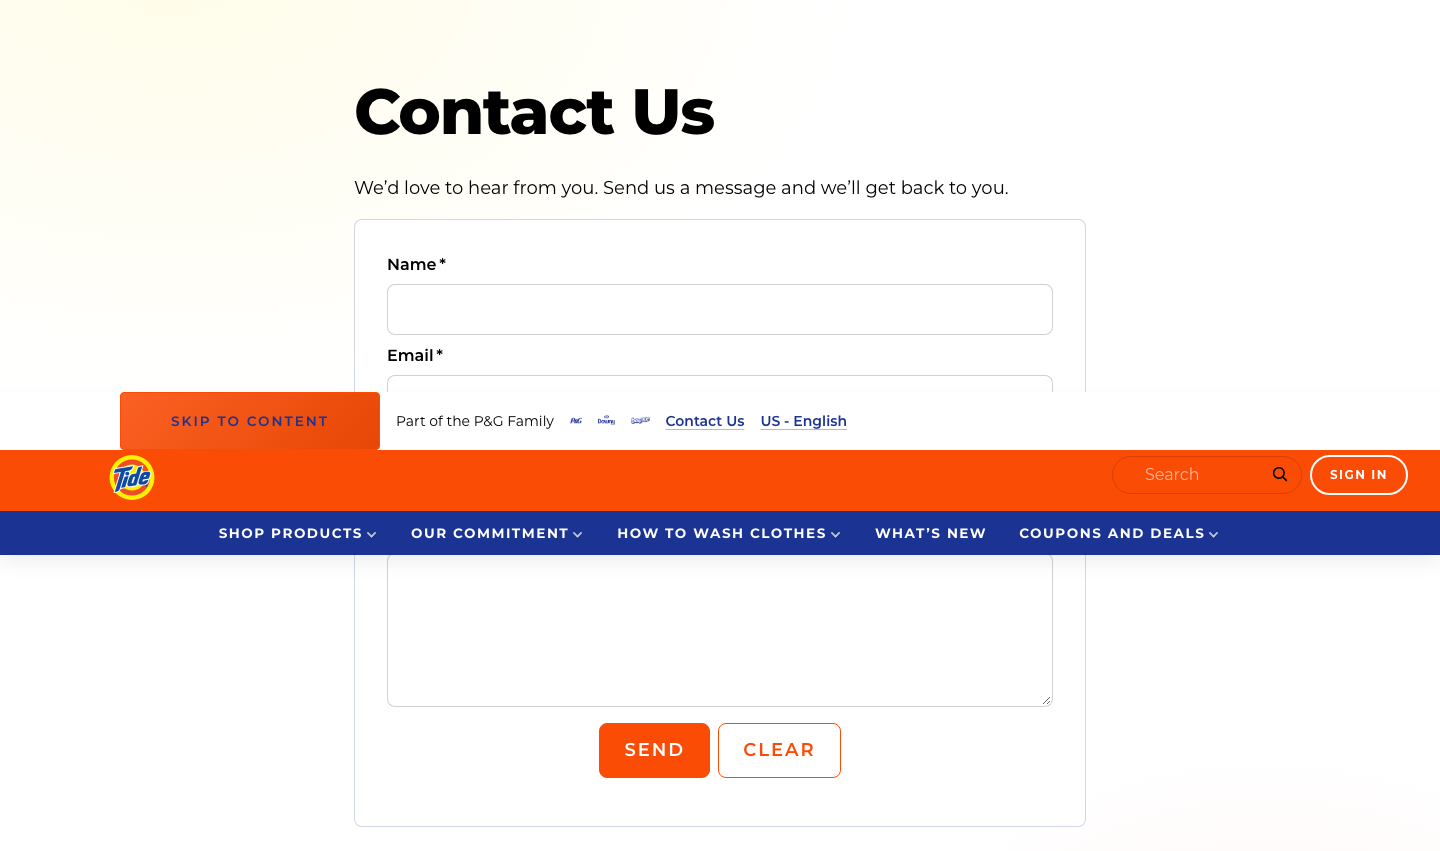 Contact Us
We’d love to hear from you. Send us a message and we’ll get back to you.
Name *
Email *
SKIP TO CONTENT
Part of the P&G Family P&G Downy Contact Us US - English
Tide Search SIGN IN
SHOP PRODUCTS OUR COMMITMENT HOW TO WASH CLOTHES WHAT’S NEW COUPONS AND DEALS
SEND CLEAR